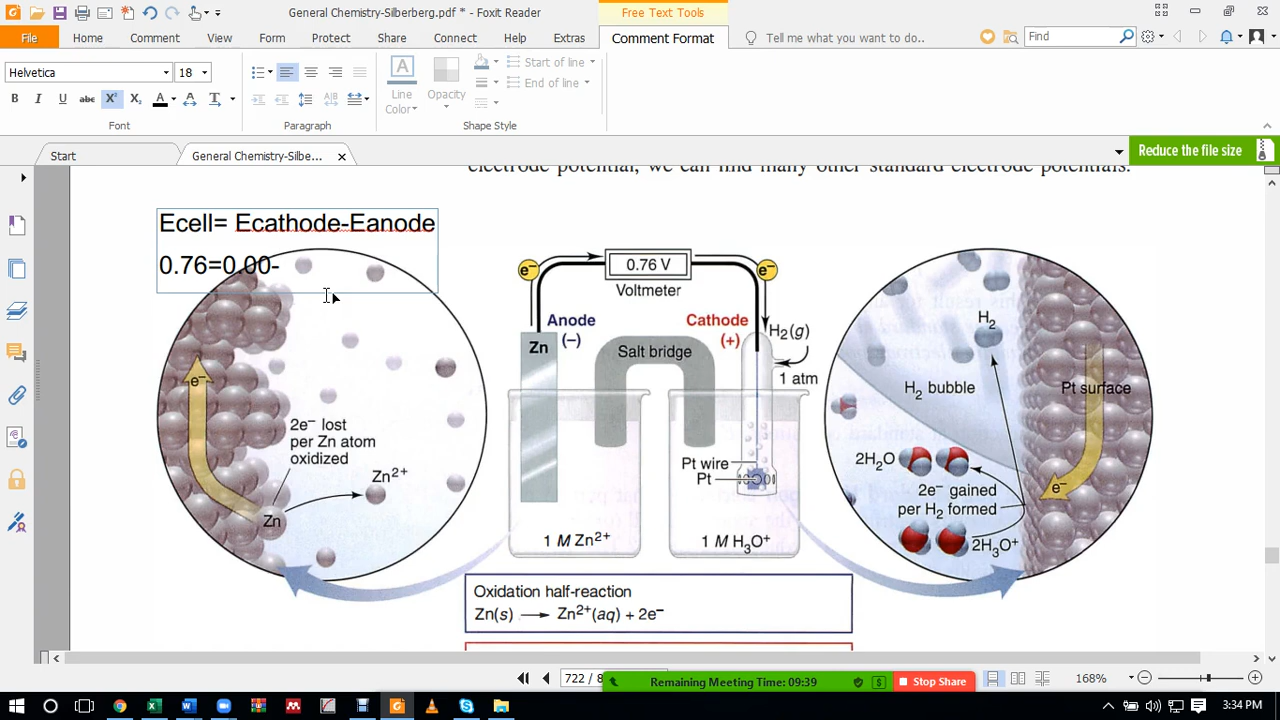 General Chemistry-Silberberg.pdf * - Foxit Reader
Free Text Tools
File Home Comment View Form Protect Share Connect Help Extras Comment Format Tell me what you want to do.. Find
Helvetica 18
Line Color
Opacity
Start of line
End of line
Font Paragraph Shape Style
Start General Chemistry-Silbe... Reduce the file size
electrode potential, we can find many other standard electrode potentials.
Ecell= Ecathode-Eanode
0.76=0.00-
e⁻ 0.76 V e⁻
Voltmeter
Anode (–)
Cathode (+)
H₂(g)
1 atm
Zn
Salt bridge
Pt wire
Pt
1 M Zn²⁺
1 M H₃O⁺
e⁻
2e⁻ lost
per Zn atom
oxidized
Zn²⁺
Zn
H₂
H₂ bubble
Pt surface
2H₂O
e⁻
2e⁻ gained
per H₂ formed
2H₃O⁺
Oxidation half-reaction
Zn(s) ⟶ Zn²⁺(aq) + 2e⁻
722 / 8
Remaining Meeting Time: 09:39
Stop Share
168%
3:34 PM